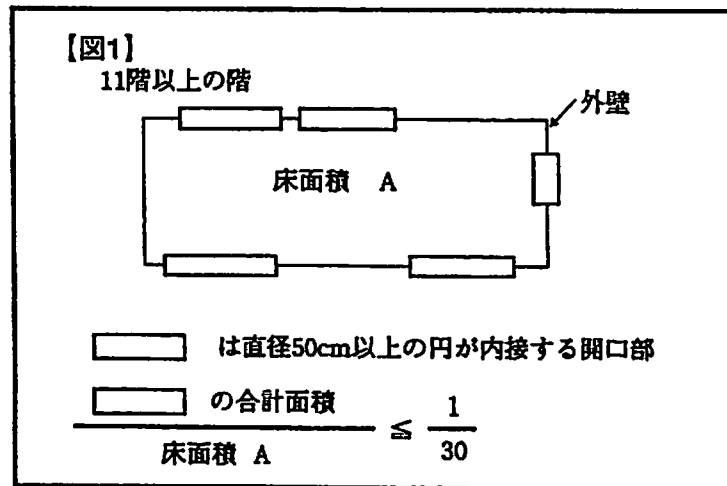 【図1】
11階以上の階
外壁
床面積 A
は直径50cm以上の円が内接する開口部
の合計面積
床面積 A
≦
1
30